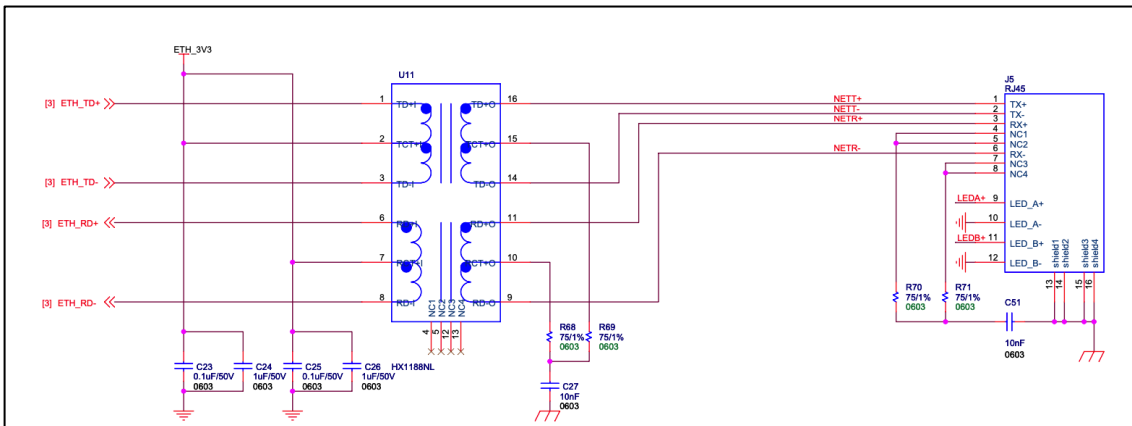 ETH_3V3
U11
J5
RJ45
[3] ETH_TD+
1 TD+I TD+O 16
NETT+
1 TX+
NETT-
2 TX-
NETR+
3 RX+
4 NC1
2 TCT+I TCT+O 15
5 NC2
NETR-
6 RX-
7 NC3
8 NC4
[3] ETH_TD-
3 TD-I TD-O 14
LEDA+ 9 LED_A+
[3] ETH_RD+
6 RD+I RD+O 11
10 LED_A-
LEDB+ 11 LED_B+
7 RCT+I RCT+O 10
12 LED_B-
shield1
shield2
shield3
shield4
13
14
15
16
[3] ETH_RD-
8 RD-I RD-O 9
NC1
NC2
NC3
NC4
4
5
12
13
R70
75/1%
0603
R71
75/1%
0603
C51
10nF
0603
R68
75/1%
0603
R69
75/1%
0603
C23
0.1uF/50V
0603
C24
1uF/50V
0603
C25
0.1uF/50V
0603
C26
1uF/50V
0603
HX1188NL
C27
10nF
0603